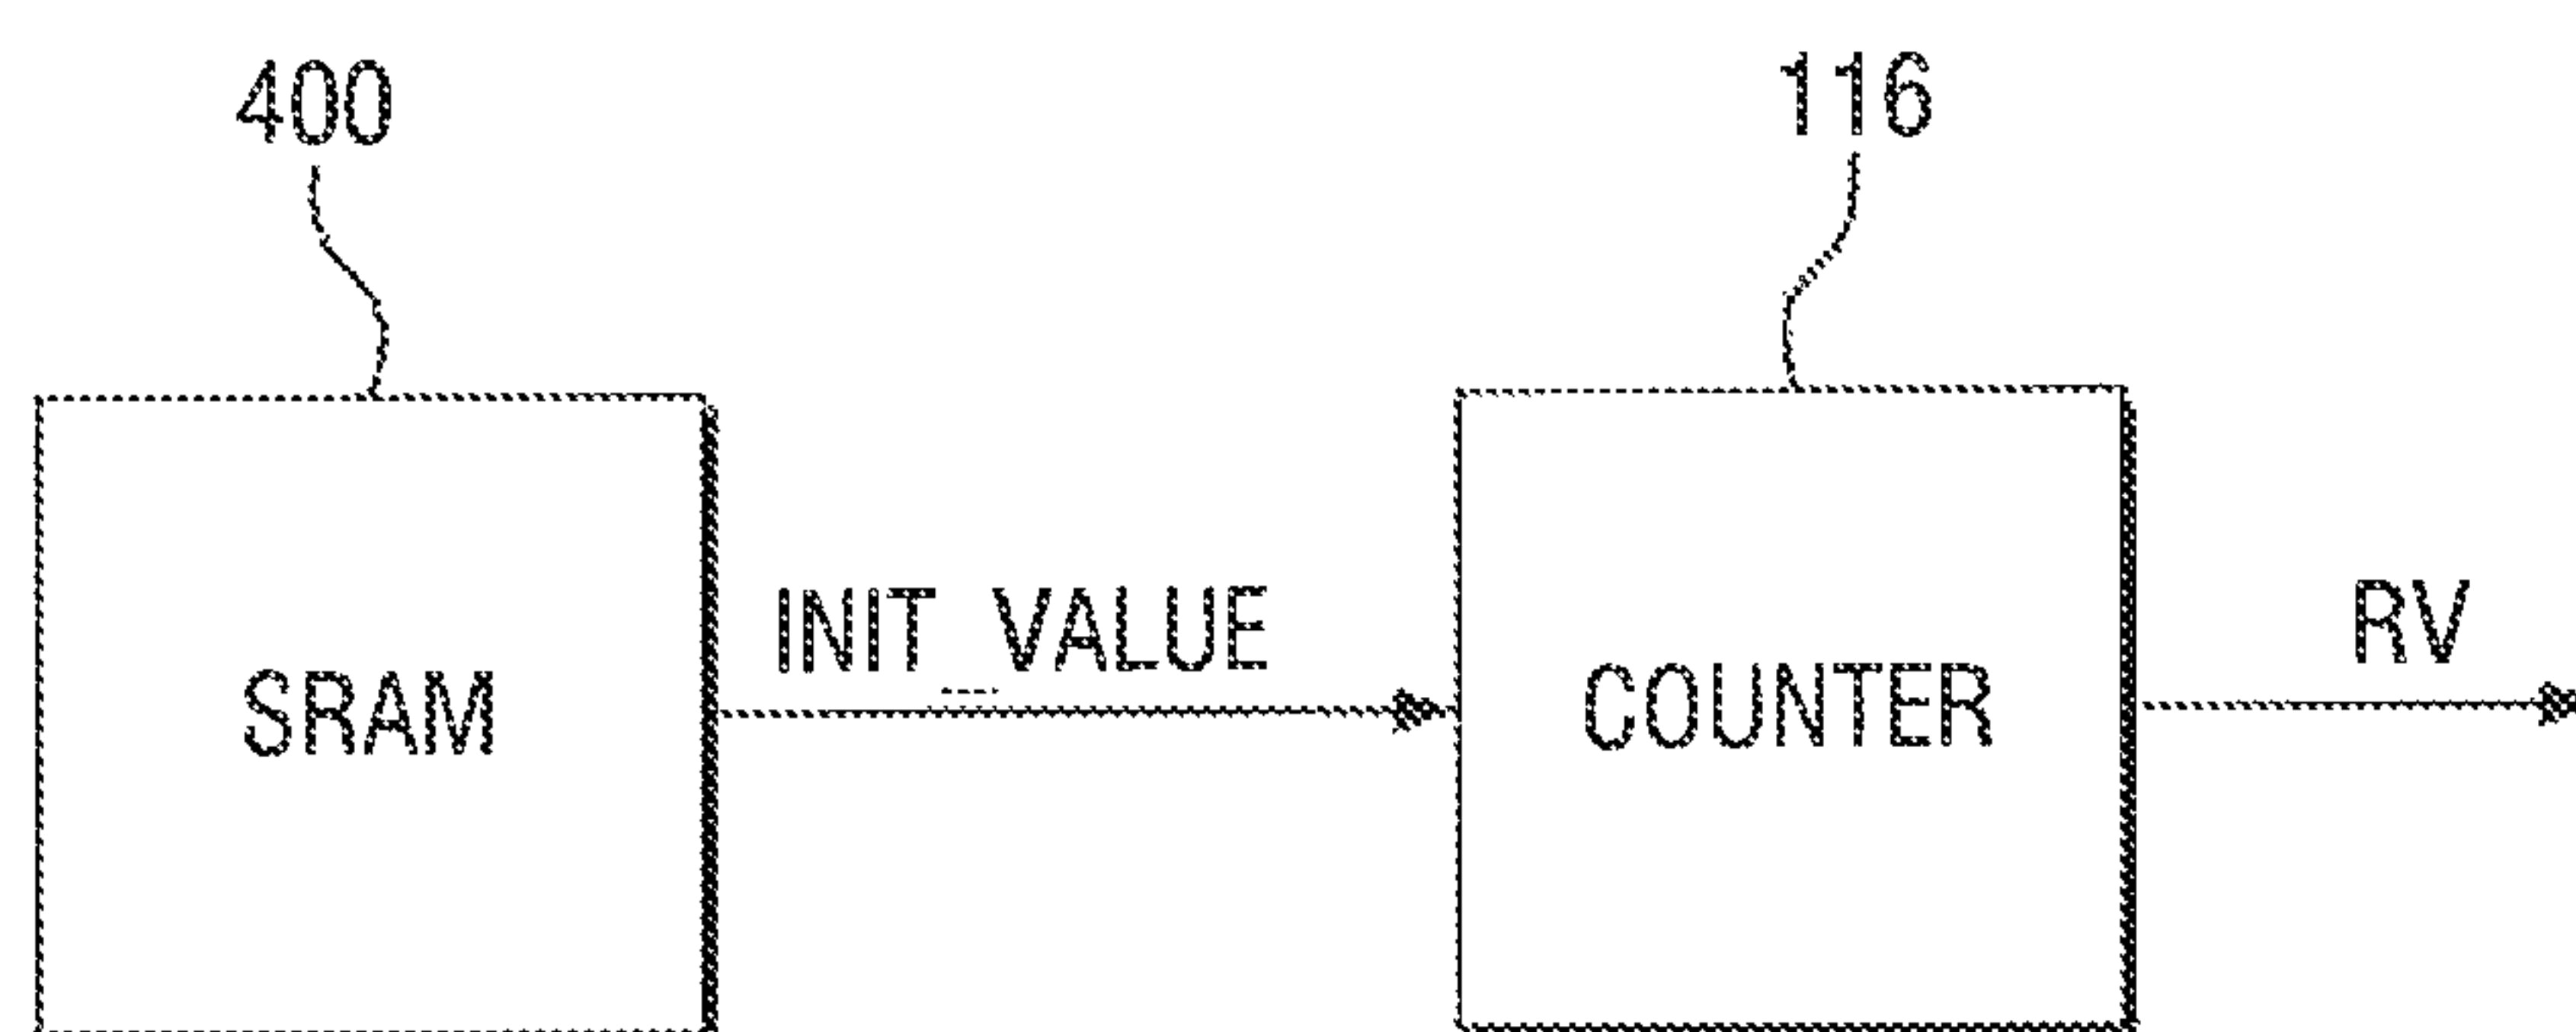 400
116
INIT_VALUE
RV
SRAM
COUNTER